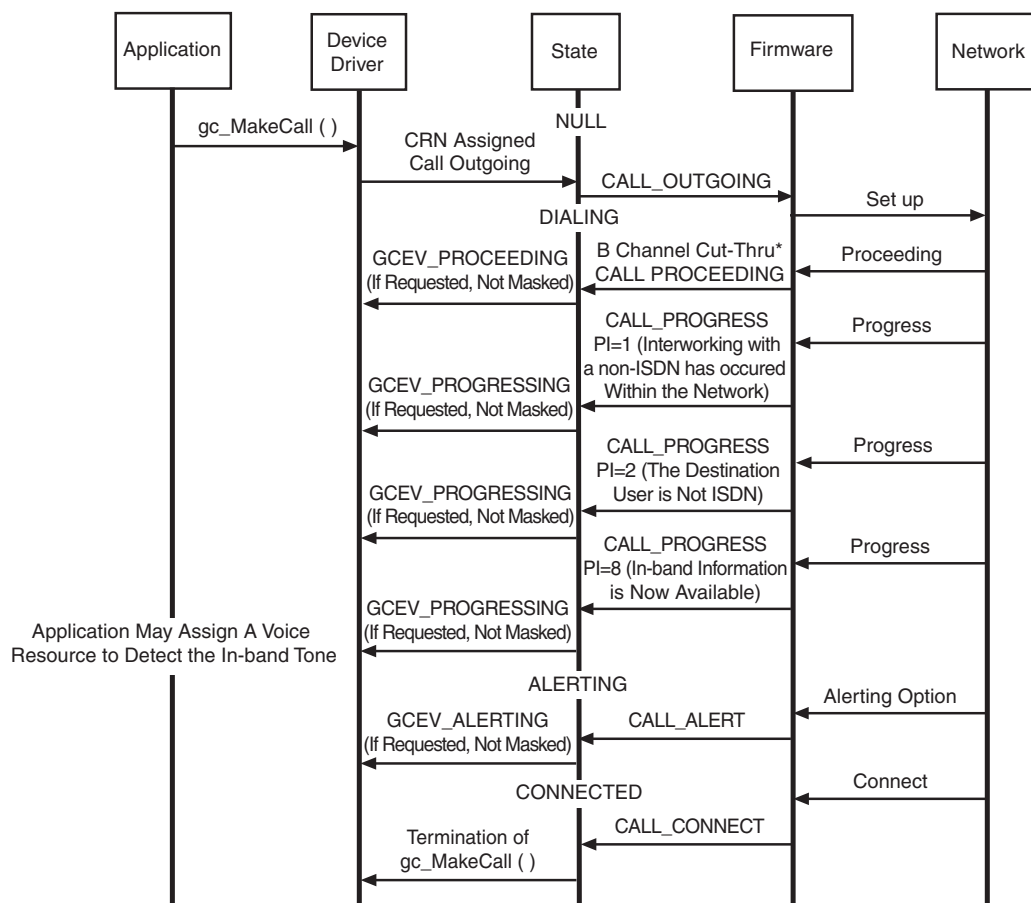 Application
Device
Driver
State
Firmware
Network
NULL
gc_MakeCall ( )
CRN Assigned
Call Outgoing
CALL_OUTGOING
Set up
DIALING
B Channel Cut-Thru*
CALL PROCEEDING
Proceeding
GCEV_PROCEEDING
(If Requested, Not Masked)
CALL_PROGRESS
PI=1 (Interworking with
a non-ISDN has occured
Within the Network)
Progress
GCEV_PROGRESSING
(If Requested, Not Masked)
CALL_PROGRESS
PI=2 (The Destination
User is Not ISDN)
Progress
GCEV_PROGRESSING
(If Requested, Not Masked)
CALL_PROGRESS
PI=8 (In-band Information
is Now Available)
Progress
GCEV_PROGRESSING
(If Requested, Not Masked)
Application May Assign A Voice
Resource to Detect the In-band Tone
ALERTING
Alerting Option
GCEV_ALERTING
(If Requested, Not Masked)
CALL_ALERT
CONNECTED
Connect
CALL_CONNECT
Termination of
gc_MakeCall ( )